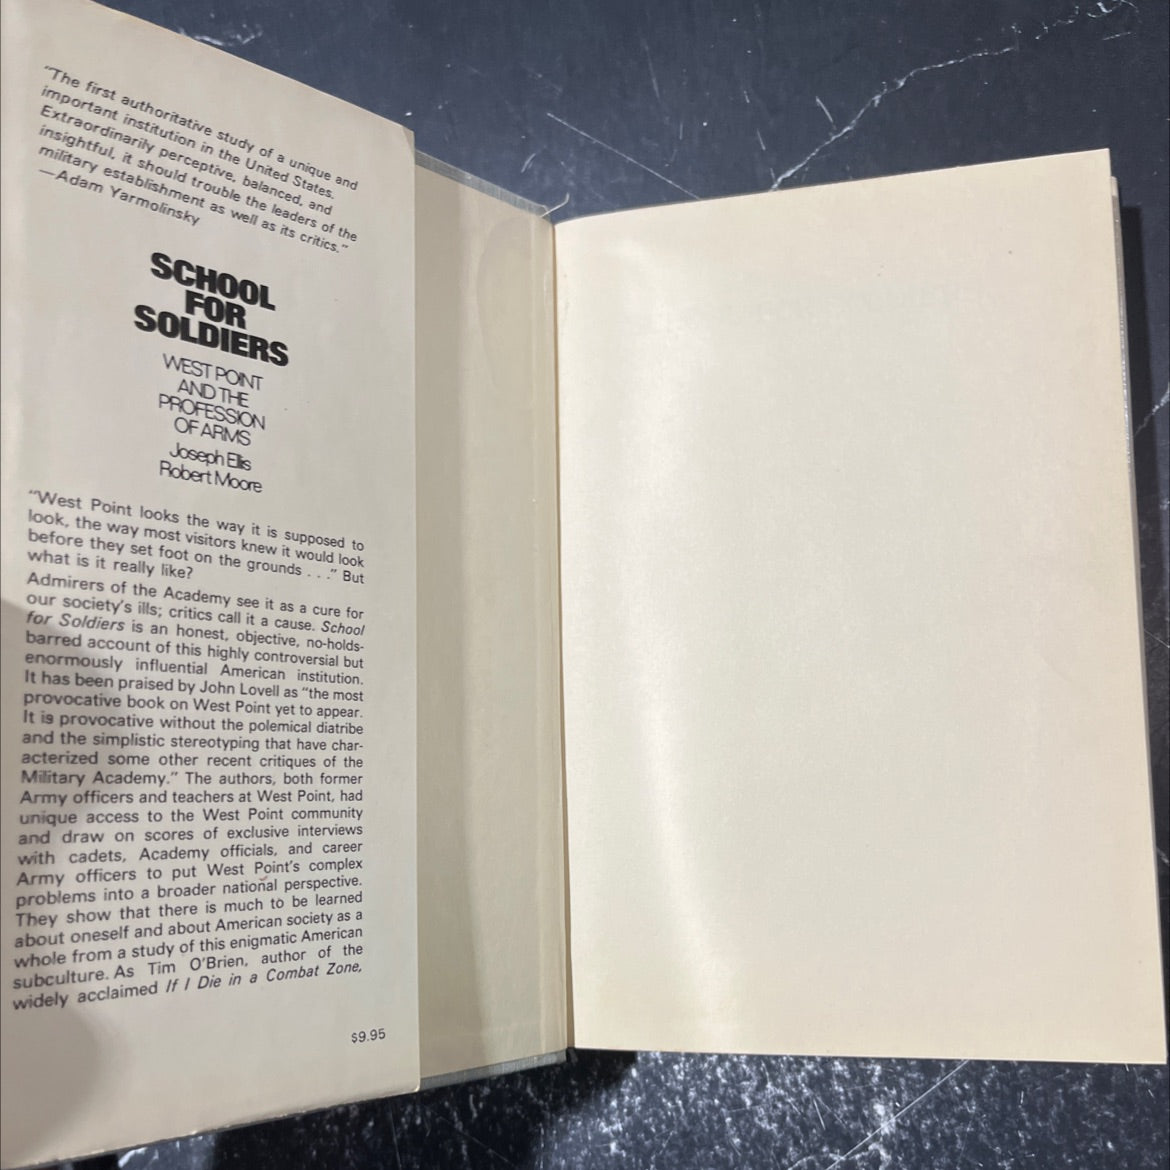 "The first authoritative study of a unique and
important institution in the United States.
Extraordinarily perceptive, balanced, and
insightful, it should trouble the leaders of the
military establishment as well as its critics."
—Adam Yarmolinsky
SCHOOL
FOR
SOLDIERS
WEST POINT
AND THE
PROFESSION
OF ARMS
Joseph Ellis
Robert Moore
"West Point looks the way it is supposed to
look, the way most visitors knew it would look
before they set foot on the grounds . . ." But
what is it really like?
Admirers of the Academy see it as a cure for
our society's ills; critics call it a cause. School
for Soldiers is an honest, objective, no-holds-
barred account of this highly controversial but
enormously influential American institution.
It has been praised by John Lovell as "the most
provocative book on West Point yet to appear.
It is provocative without the polemical diatribe
and the simplistic stereotyping that have char-
acterized some other recent critiques of the
Military Academy." The authors, both former
Army officers and teachers at West Point, had
unique access to the West Point community
and draw on scores of exclusive interviews
with cadets, Academy officials, and career
Army officers to put West Point's complex
problems into a broader national perspective.
They show that there is much to be learned
about oneself and about American society as a
whole from a study of this enigmatic American
subculture. As Tim O'Brien, author of the
widely acclaimed If I Die in a Combat Zone,
$9.95